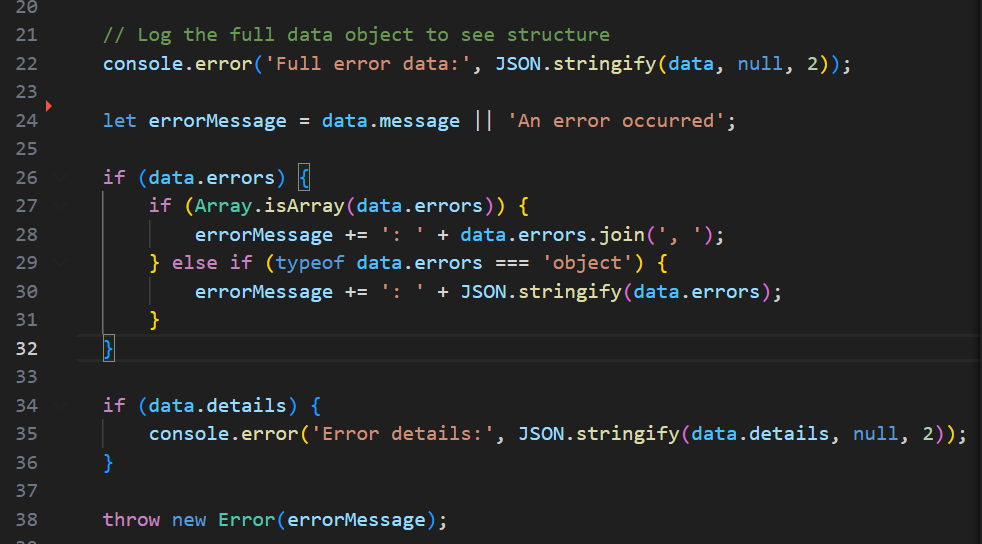 20
21 // Log the full data object to see structure
22 console.error('Full error data:', JSON.stringify(data, null, 2));
23
24 let errorMessage = data.message || 'An error occurred';
25
26 if (data.errors) {
27     if (Array.isArray(data.errors)) {
28         errorMessage += ': ' + data.errors.join(', ');
29     } else if (typeof data.errors === 'object') {
30         errorMessage += ': ' + JSON.stringify(data.errors);
31     }
32 }
33
34 if (data.details) {
35     console.error('Error details:', JSON.stringify(data.details, null, 2));
36 }
37
38 throw new Error(errorMessage);